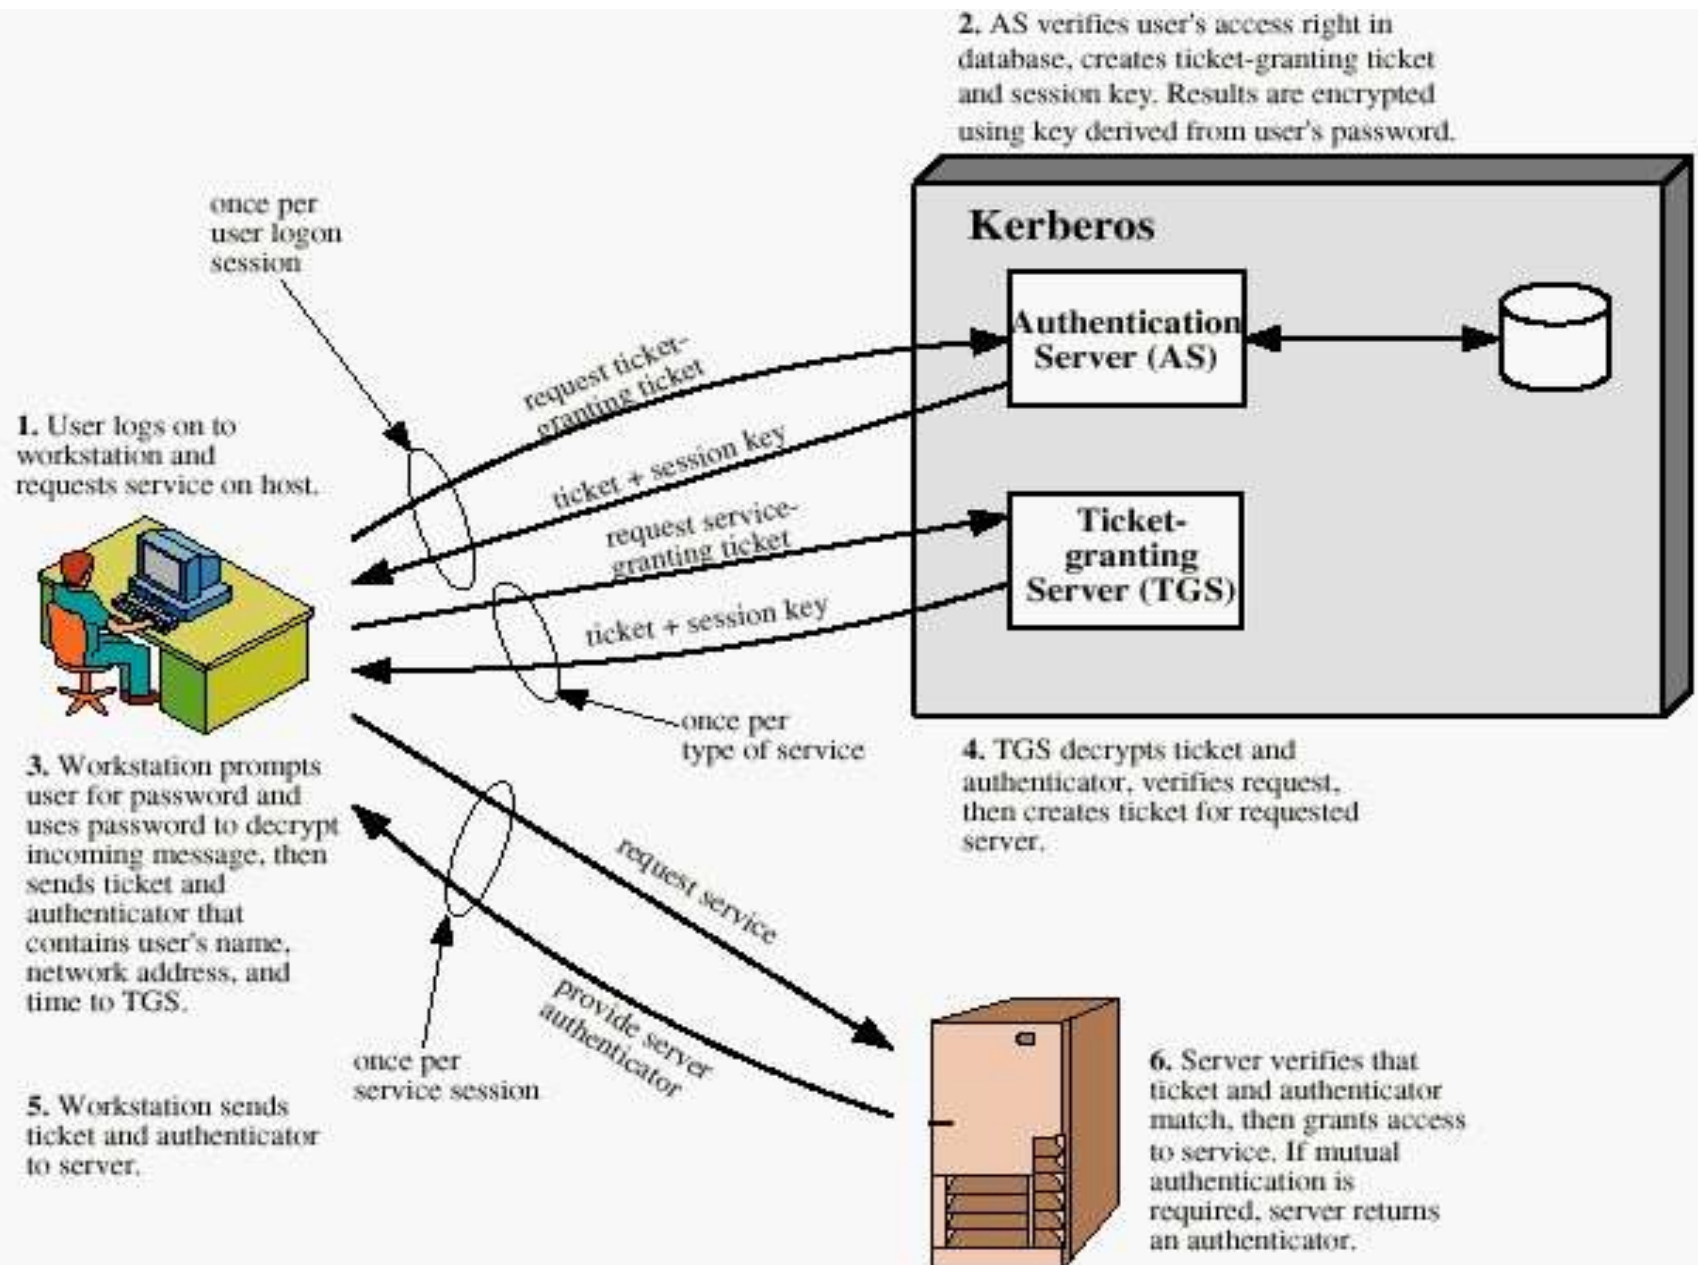 2. AS verifies user's access right in
database, creates ticket-granting ticket
and session key. Results are encrypted
using key derived from user's password.
once per
user logon
session
Kerberos
Authentication
Server (AS)
request ticker-
granting ticket
1. User logs on to
workstation and
requests service on host.
ticket + session key
request service-
granting ticket
Ticket-
granting
Server (TGS)
ticket + session key
once per
type of service
3. Workstation prompts
user for password and
uses password to decrypt
incoming message, then
sends ticket and
authenticator that
contains user's name,
network address, and
time to TGS.
4. TGS decrypts ticket and
authenticator, verifies request,
then creates ticket for requested
server.
request service
provide server
authenticator
once per
service session
5. Workstation sends
ticket and authenticator
to server.
6. Server verifies that
ticket and authenticator
match, then grants access
to service. If mutual
authentication is
required, server returns
an authenticator.